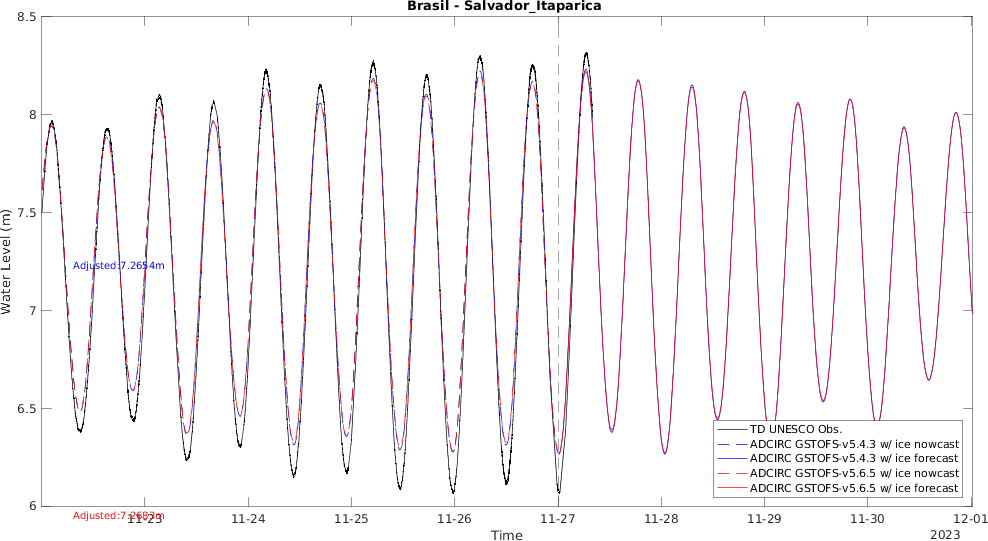 Brasil - Salvador_Itaparica
8.5
8
7.5
7
6.5
6
Water Level (m)
Adjusted:7.2654m
Adjusted:7.2683m
11-23
11-24
11-25
11-26
11-27
11-28
11-29
11-30
12-01
2023
Time
TD UNESCO Obs.
ADCIRC GSTOFS-v5.4.3 w/ ice nowcast
ADCIRC GSTOFS-v5.4.3 w/ ice forecast
ADCIRC GSTOFS-v5.6.5 w/ ice nowcast
ADCIRC GSTOFS-v5.6.5 w/ ice forecast